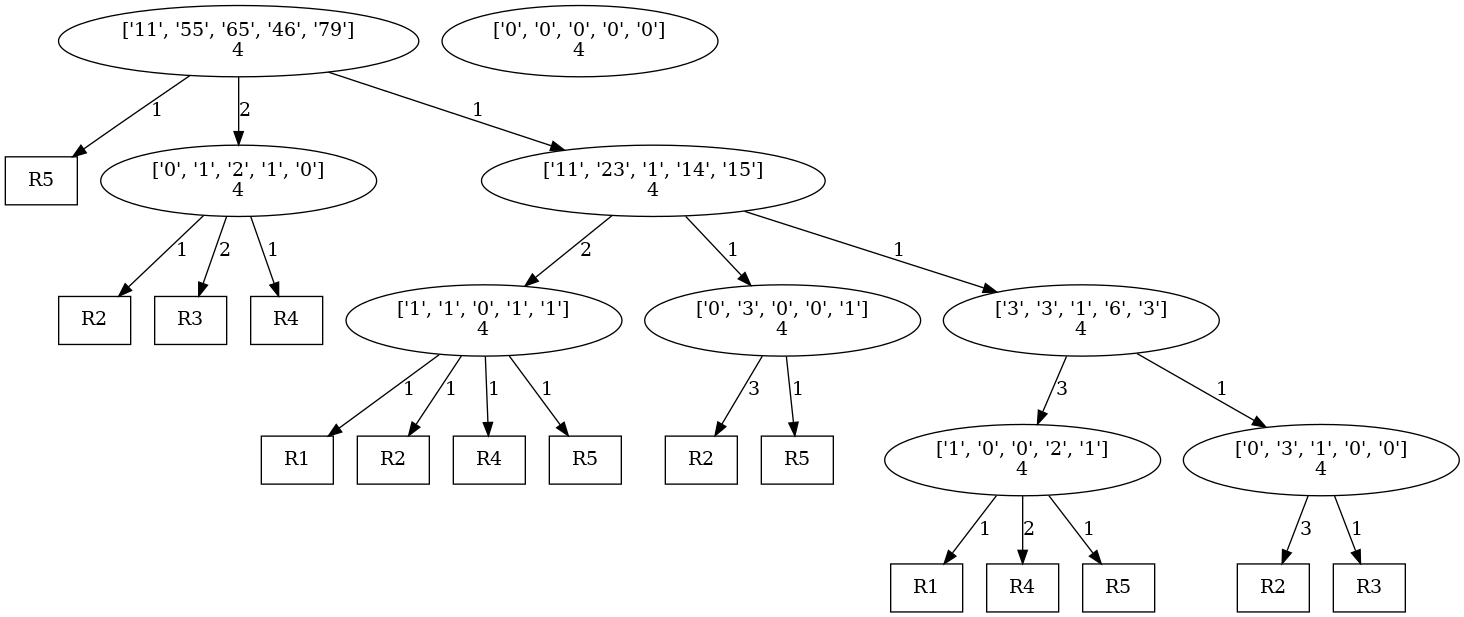 ['11', '55', '65', '46', '79']
4
['0', '0', '0', '0', '0']
4
1
2
1
R5
['0', '1', '2', '1', '0']
4
['11', '23', '1', '14', '15']
4
1
2
1
2
1
1
R2
R3
R4
['1', '1', '0', '1', '1']
4
['0', '3', '0', '0', '1']
4
['3', '3', '1', '6', '3']
4
1
1
1
1
3
1
3
1
R1
R2
R4
R5
R2
R5
['1', '0', '0', '2', '1']
4
['0', '3', '1', '0', '0']
4
1
2
1
3
1
R1
R4
R5
R2
R3